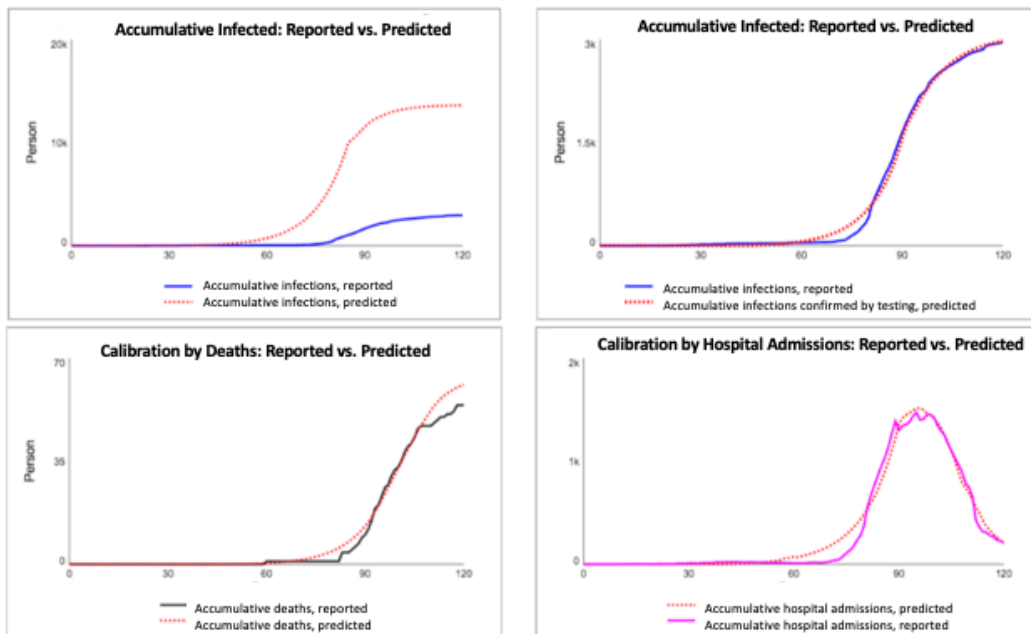 Accumulative Infected: Reported vs. Predicted
20k
10k
0
Person
0 30 60 90 120
Accumulative infections, reported
Accumulative infections, predicted
Accumulative Infected: Reported vs. Predicted
3k
1.5k
0
Person
0 30 60 90 120
Accumulative infections, reported
Accumulative infections confirmed by testing, predicted
Calibration by Deaths: Reported vs. Predicted
70
35
0
Person
0 30 60 90 120
Accumulative deaths, reported
Accumulative deaths, predicted
Calibration by Hospital Admissions: Reported vs. Predicted
2k
1k
0
0 30 60 90 120
Accumulative hospital admissions, predicted
Accumulative hospital admissions, reported